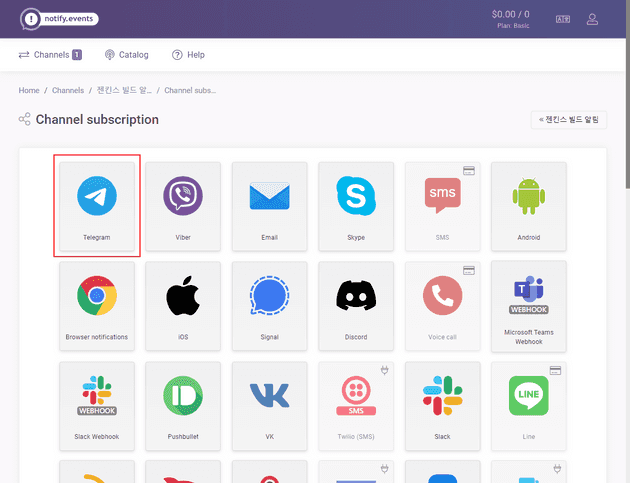 notify.events
$0.00 / 0
Plan: Basic
Channels 1
Catalog
Help
Home / Channels / 젠킨스 빌드 알... / Channel subs...
Channel subscription
« 젠킨스 빌드 알림
Telegram
Viber
Email
Skype
sms
SMS
Android
Browser notifications
iOS
Signal
Discord
Voice call
WEBHOOK
Microsoft Teams
Webhook
WEBHOOK
Slack Webhook
Pushbullet
VK
SMS
Twilio (SMS)
Slack
LINE
Line